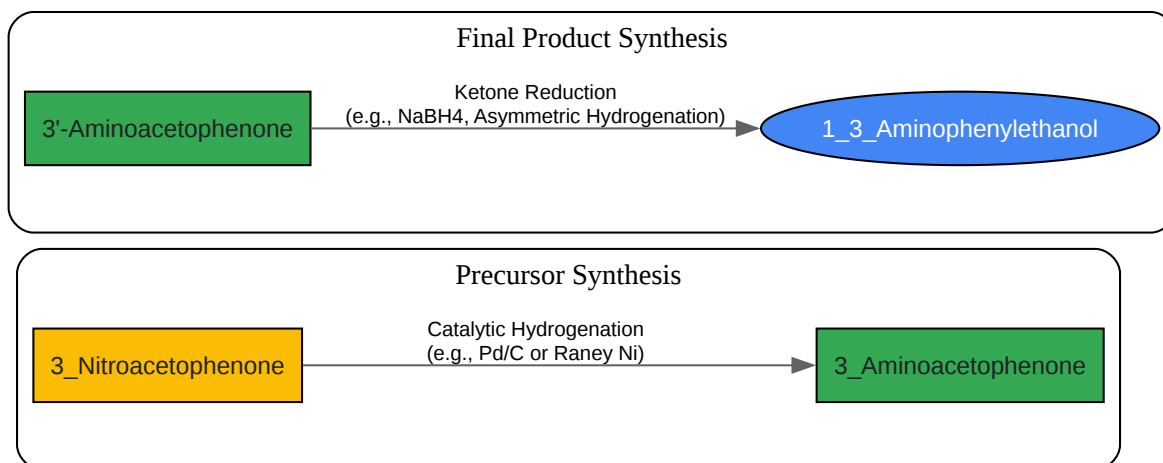 Final Product Synthesis
3'-Aminoacetophenone
Ketone Reduction
(e.g., NaBH4, Asymmetric Hydrogenation)
1_3_Aminophenylethanol
Precursor Synthesis
3_Nitroacetophenone
Catalytic Hydrogenation
(e.g., Pd/C or Raney Ni)
3_Aminoacetophenone